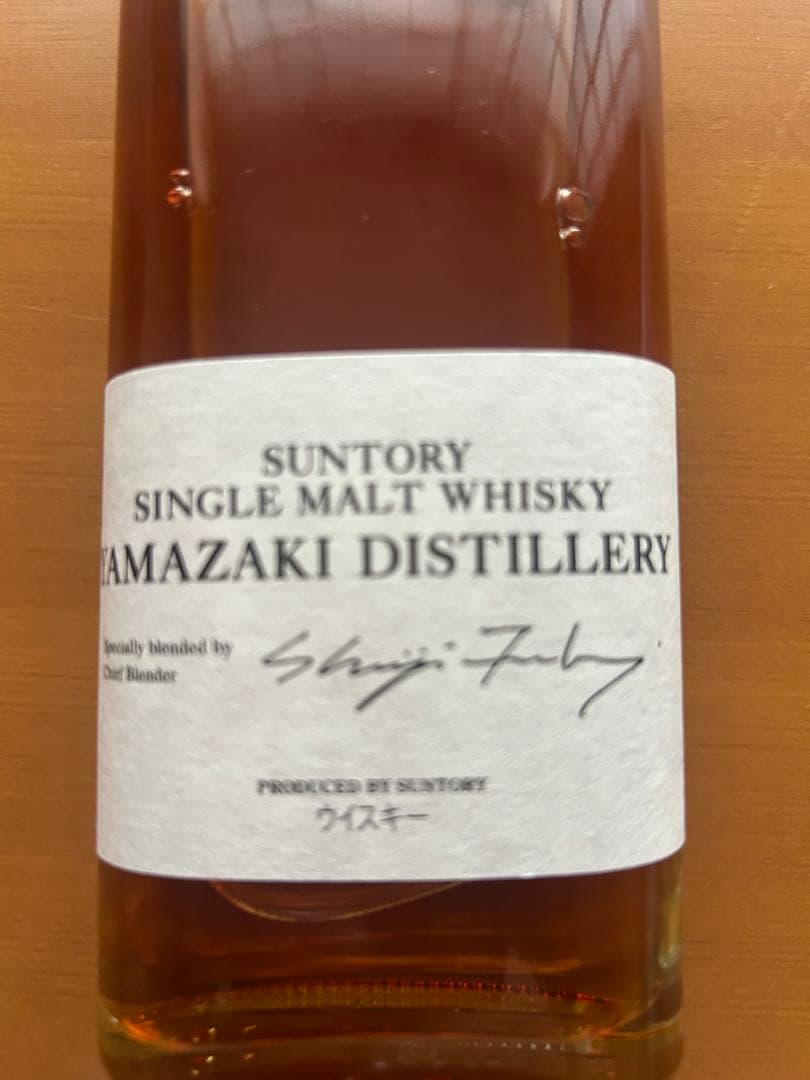 SUNTORY
SINGLE MALT WHISKY
YAMAZAKI DISTILLERY
Specially blended by
Chief Blender
PRODUCED BY SUNTORY
ウイスキー